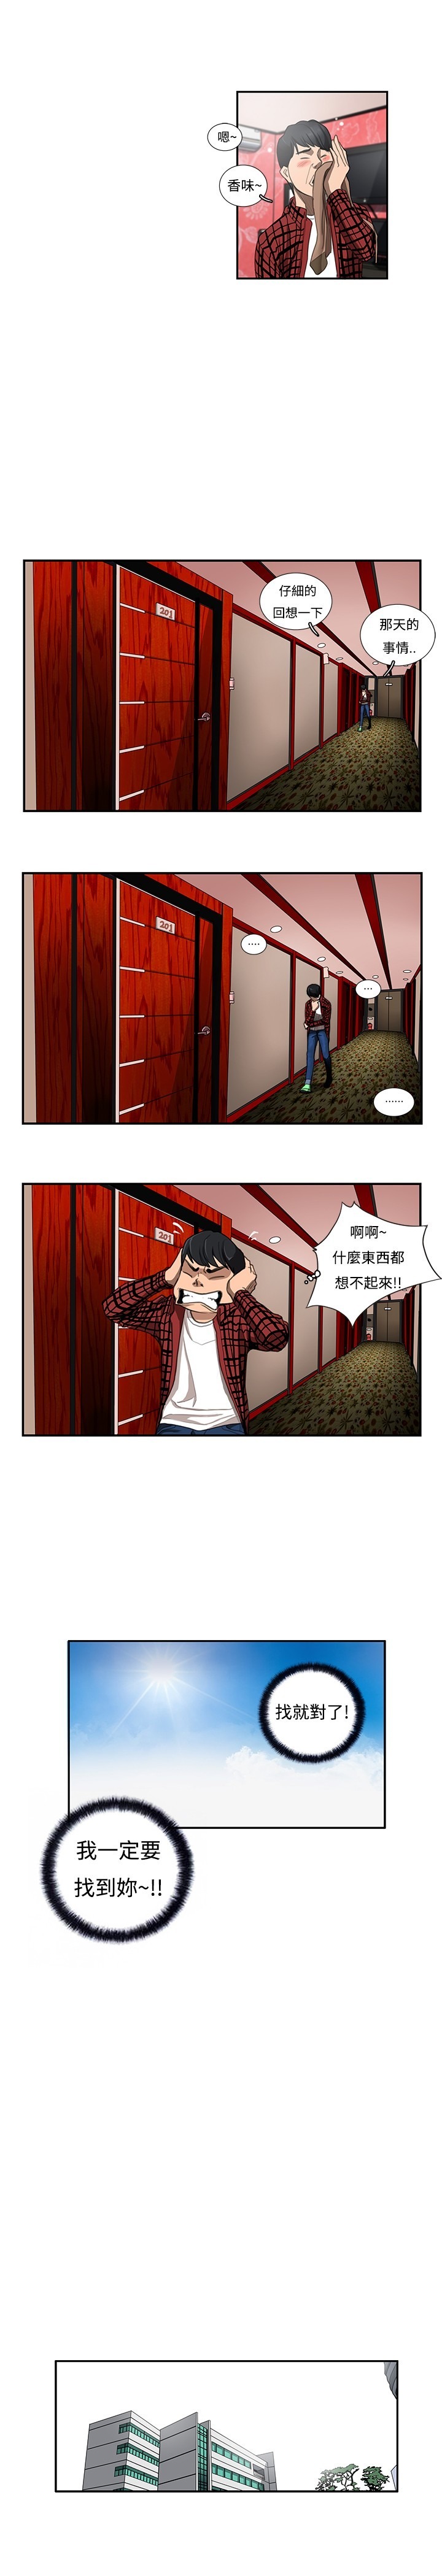 嗯~
香味~
201
仔細的
回想一下
那天的
事情..
201
....
...
......
201
啊啊~
什麼東西都
想不起來!!
找就對了!
我一定要
找到妳~!!